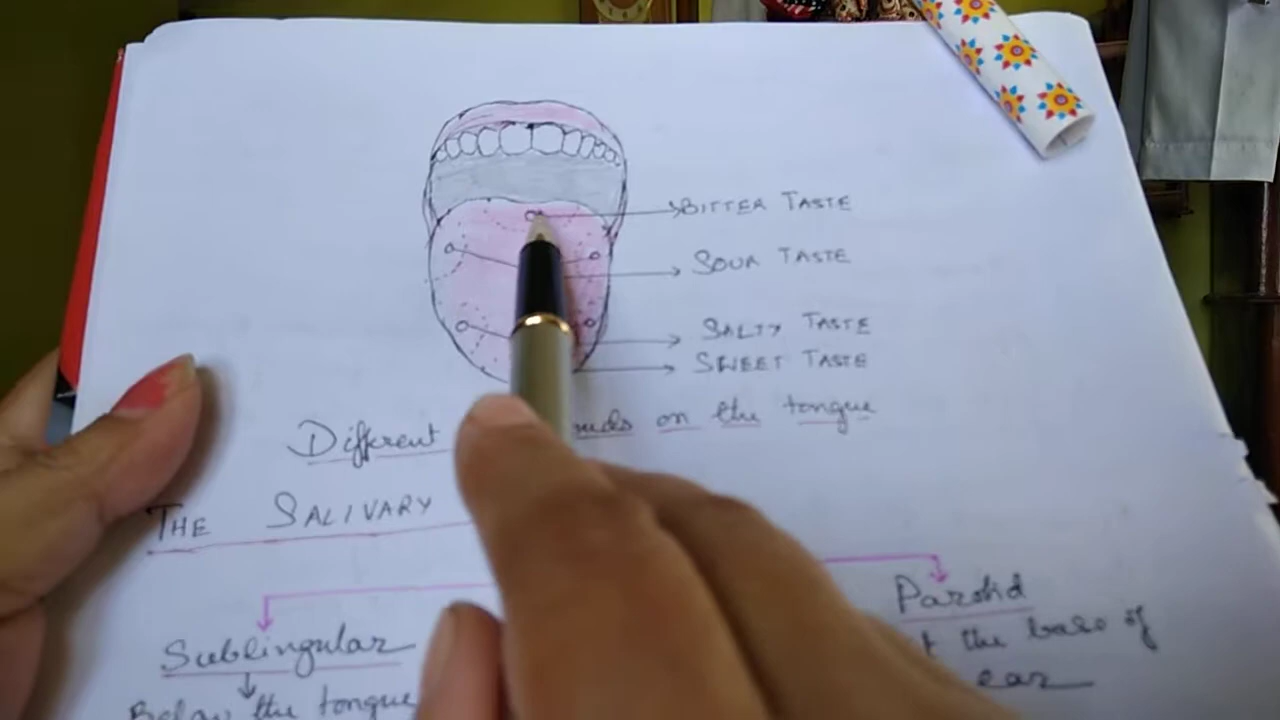 BITTER TASTE
SOUR TASTE
SALTY TASTE
SWEET TASTE
Different on the tongue
THE SALIVARY
Sublingular
Parotid
Below the tongue
the base of
ear